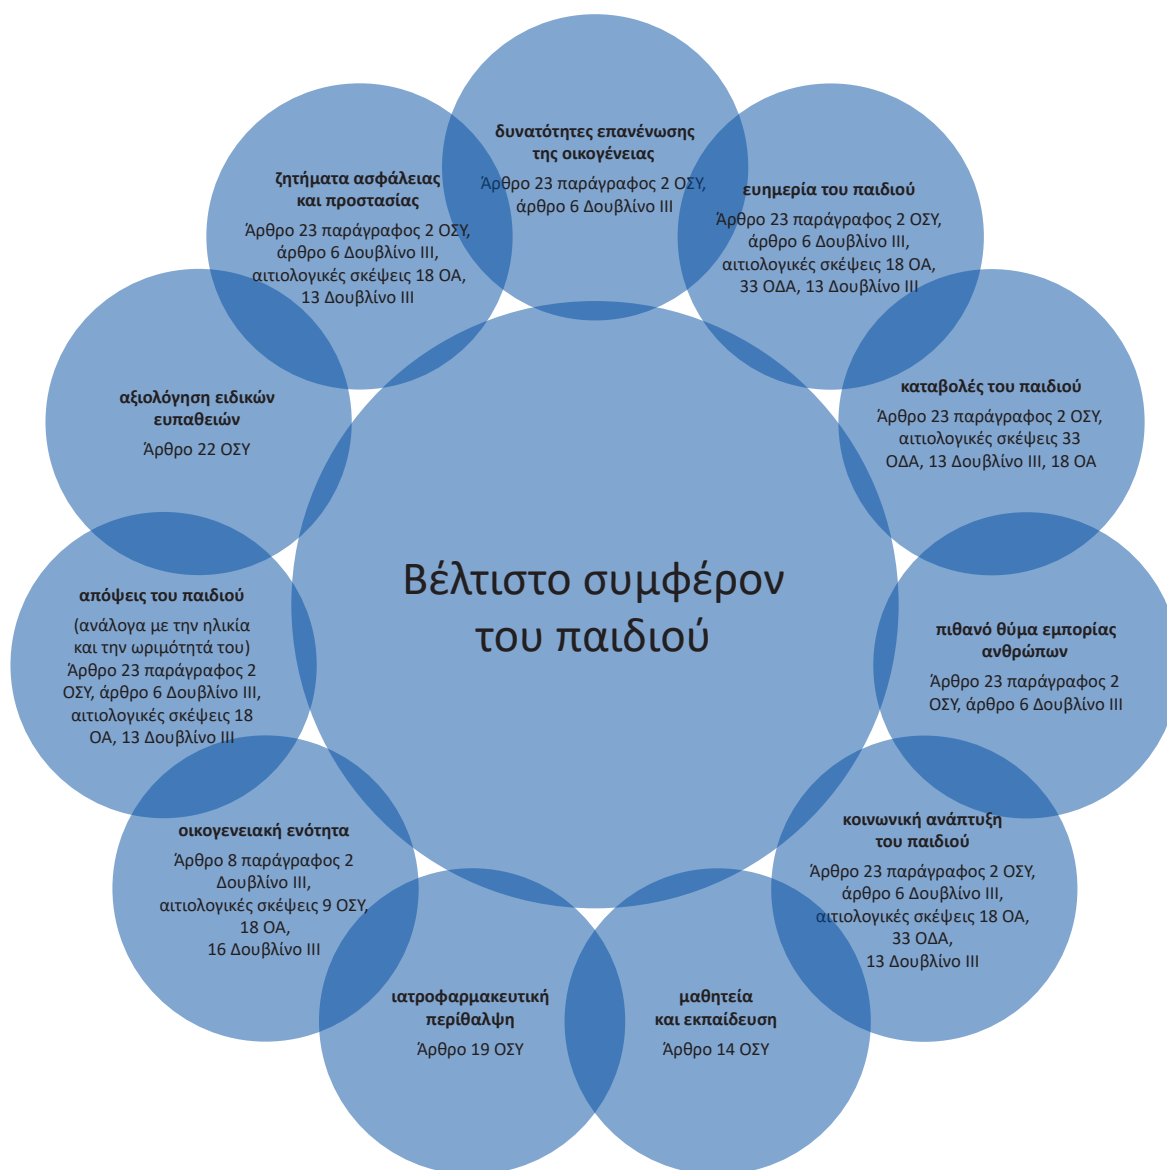 δυνατότητες επανένωσης
της οικογένειας
Άρθρο 23 παράγραφος 2 ΟΣΥ,
άρθρο 6 Δουβλίνο III
ευημερία του παιδιού
Άρθρο 23 παράγραφος 2 ΟΣΥ,
άρθρο 6 Δουβλίνο III,
αιτιολογικές σκέψεις 18 ΟΑ,
33 ΟΔΑ, 13 Δουβλίνο III
καταβολές του παιδιού
Άρθρο 23 παράγραφος 2 ΟΣΥ,
αιτιολογικές σκέψεις 33
ΟΔΑ, 13 Δουβλίνο III, 18 ΟΑ
πιθανό θύμα εμπορίας
ανθρώπων
Άρθρο 23 παράγραφος 2
ΟΣΥ, άρθρο 6 Δουβλίνο III
κοινωνική ανάπτυξη
του παιδιού
Άρθρο 23 παράγραφος 2 ΟΣΥ,
άρθρο 6 Δουβλίνο III,
αιτιολογικές σκέψεις 18 ΟΑ,
33 ΟΔΑ,
13 Δουβλίνο III
μαθητεία
και εκπαίδευση
Άρθρο 14 ΟΣΥ
ιατροφαρμακευτική
περίθαλψη
Άρθρο 19 ΟΣΥ
οικογενειακή ενότητα
Άρθρο 8 παράγραφος 2
Δουβλίνο III,
αιτιολογικές σκέψεις 9 ΟΣΥ,
18 ΟΑ,
16 Δουβλίνο III
απόψεις του παιδιού
(ανάλογα με την ηλικία
και την ωριμότητά του)
Άρθρο 23 παράγραφος 2
ΟΣΥ, άρθρο 6 Δουβλίνο III,
αιτιολογικές σκέψεις 18
ΟΑ, 13 Δουβλίνο III
αξιολόγηση ειδικών
ευπαθειών
Άρθρο 22 ΟΣΥ
ζητήματα ασφάλειας
και προστασίας
Άρθρο 23 παράγραφος 2 ΟΣΥ,
άρθρο 6 Δουβλίνο III,
αιτιολογικές σκέψεις 18 ΟΑ,
13 Δουβλίνο III
Βέλτιστο συμφέρον
του παιδιού